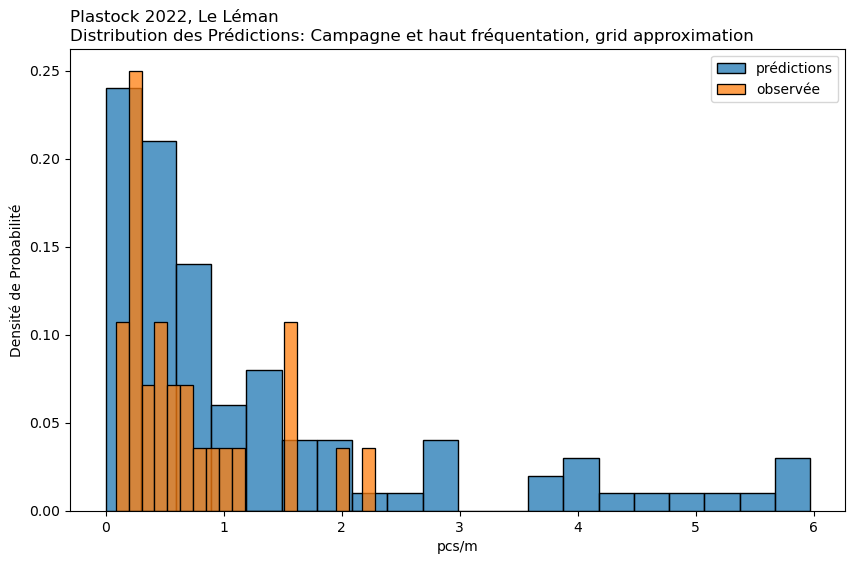 Plastock 2022, Le Léman
Distribution des Prédictions: Campagne et haut fréquentation, grid approximation
prédictions
observée
Densité de Probabilité
0.25
0.20
0.15
0.10
0.05
0.00
0 1 2 3 4 5 6
pcs/m